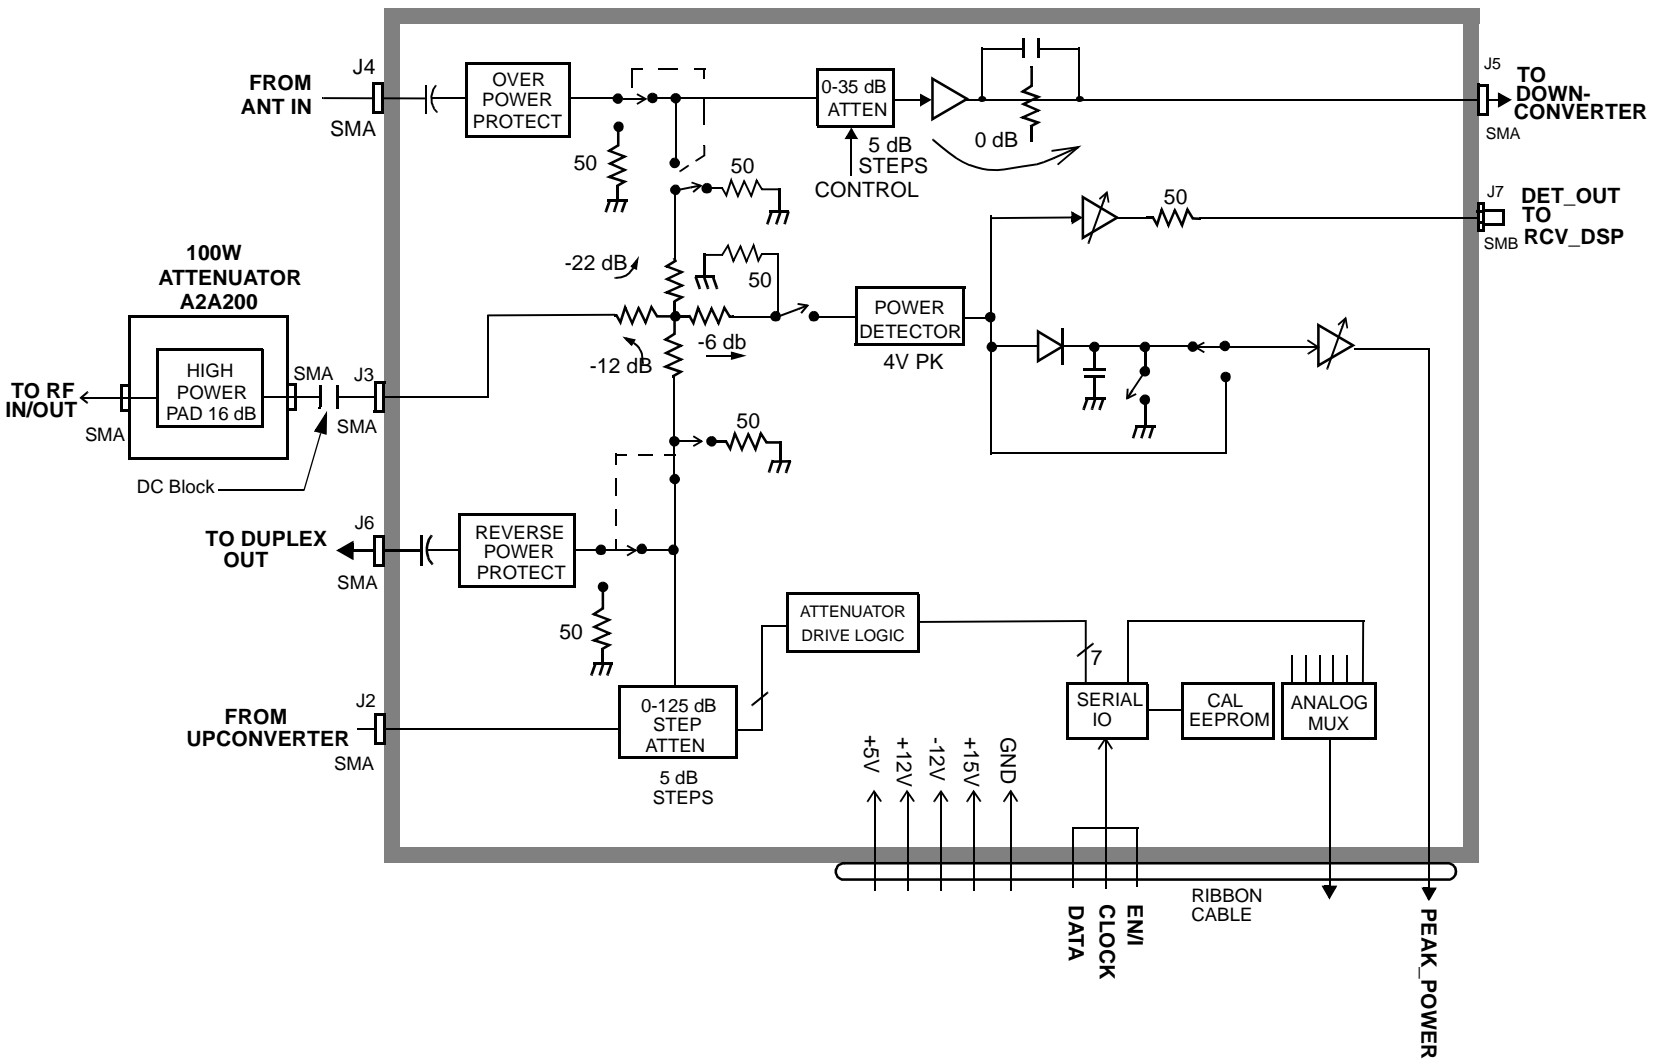 J4
FROM
ANT IN
SMA
OVER
POWER
PROTECT
50
50
0-35 dB
ATTEN
5 dB
STEPS
CONTROL
0 dB
J5
TO
DOWN-
CONVERTER
SMA
50
J7
DET_OUT
TO
RCV_DSP
SMB
100W
ATTENUATOR
A2A200
HIGH
POWER
PAD 16 dB
TO RF
IN/OUT
SMA
SMA
J3
SMA
DC Block
-22 dB
50
-12 dB
-6 db
POWER
DETECTOR
4V PK
50
J6
TO DUPLEX
OUT
SMA
REVERSE
POWER
PROTECT
50
ATTENUATOR
DRIVE LOGIC
7
J2
FROM
UPCONVERTER
SMA
0-125 dB
STEP
ATTEN
5 dB
STEPS
SERIAL
IO
CAL
EEPROM
ANALOG
MUX
+5V
+12V
-12V
+15V
GND
DATA
CLOCK
EN/I
RIBBON
CABLE
PEAK_POWER